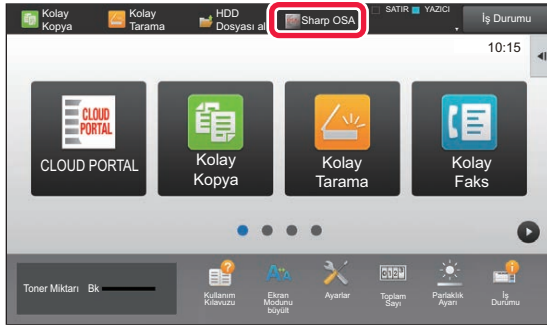 Kolay
Kopya
Kolay
Tarama
HDD
Dosyası al
Sharp OSA
SATIR
YAZICI
İş Durumu
10:15
CLOUD
PORTAL
CLOUD PORTAL
Kolay
Kopya
Kolay
Tarama
Kolay
Faks
Toner Miktarı Bk
Kullanım
Kılavuzu
Ekran
Modunu
büyült
Ayarlar
Toplam
Sayı
Parlaklık
Ayarı
İş
Durumu